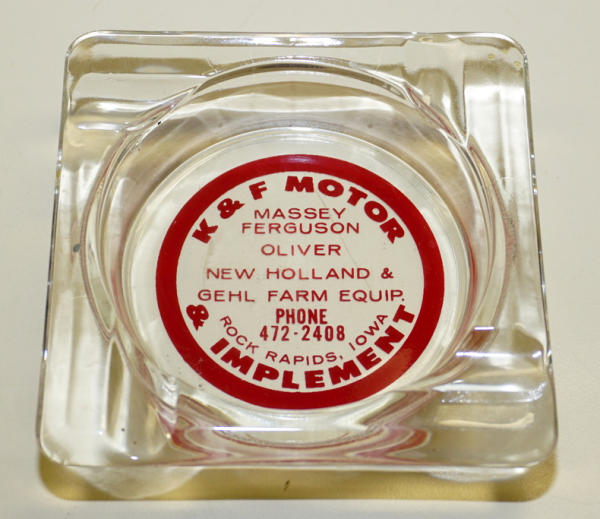 K & F MOTOR
MASSEY
FERGUSON
OLIVER
NEW HOLLAND &
GEHL FARM EQUIP.
PHONE
472-2408
ROCK RAPIDS, IOWA
& IMPLEMENT